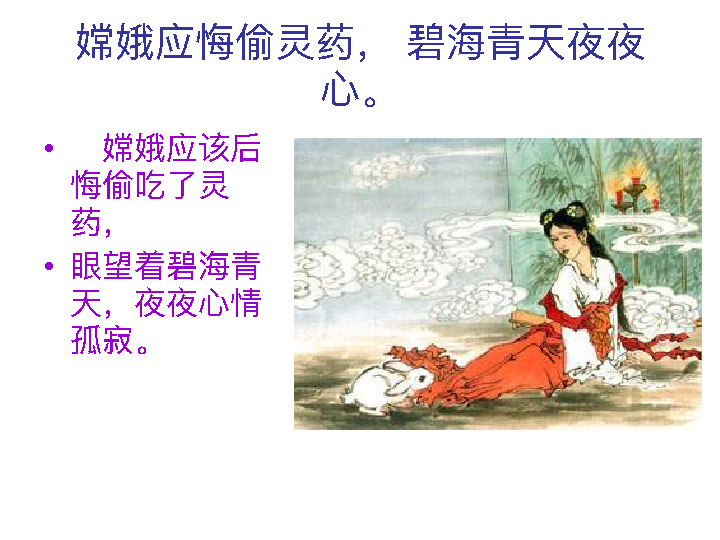 嫦娥应悔偷灵药， 碧海青天夜夜
心。
• 嫦娥应该后
悔偷吃了灵
药，
• 眼望着碧海青
天，夜夜心情
孤寂。